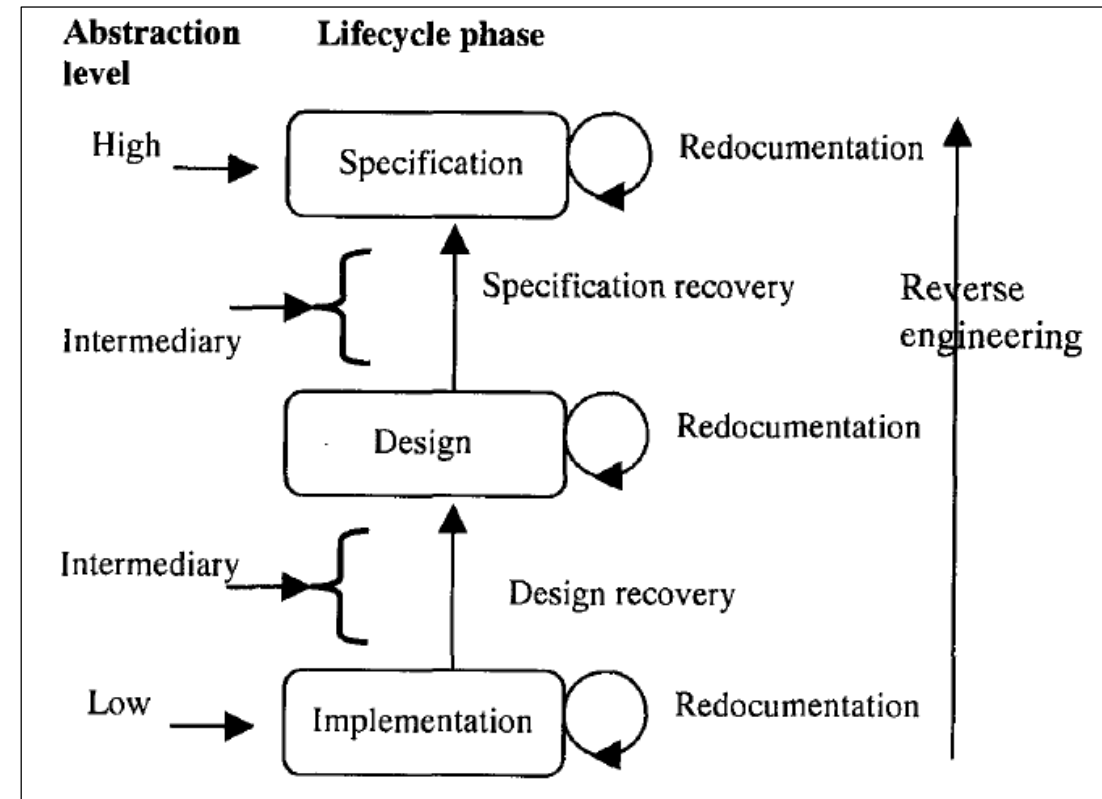 Abstraction level
Lifecycle phase
High
Specification
Redocumentation
Specification recovery
Reverse
engineering
Intermediary
Design
Redocumentation
Intermediary
Design recovery
Low
Implementation
Redocumentation